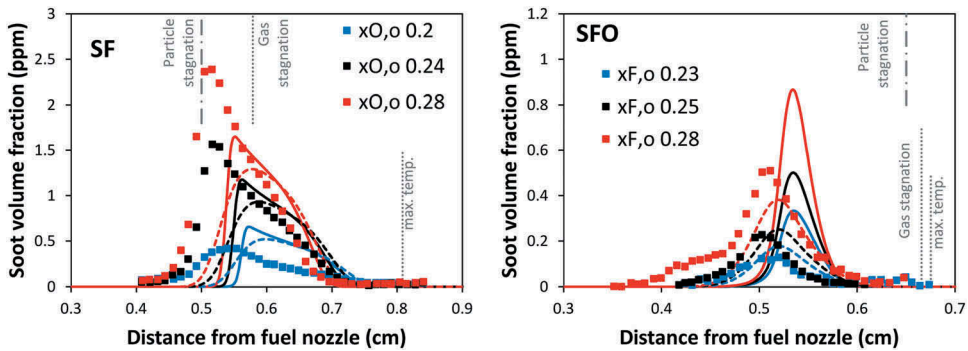 SF
xO,o 0.2
xO,o 0.24
xO,o 0.28
Particle
stagnation
Gas
stagnation
max. temp.
Soot volume fraction (ppm)
3
2.5
2
1.5
1
0.5
0
0.3 0.4 0.5 0.6 0.7 0.8 0.9
Distance from fuel nozzle (cm)
SFO
xF,o 0.23
xF,o 0.25
xF,o 0.28
Particle
stagnation
Gas stagnation
max. temp.
Soot volume fraction (ppm)
1.2
1
0.8
0.6
0.4
0.2
0
0.3 0.4 0.5 0.6 0.7
Distance from fuel nozzle (cm)